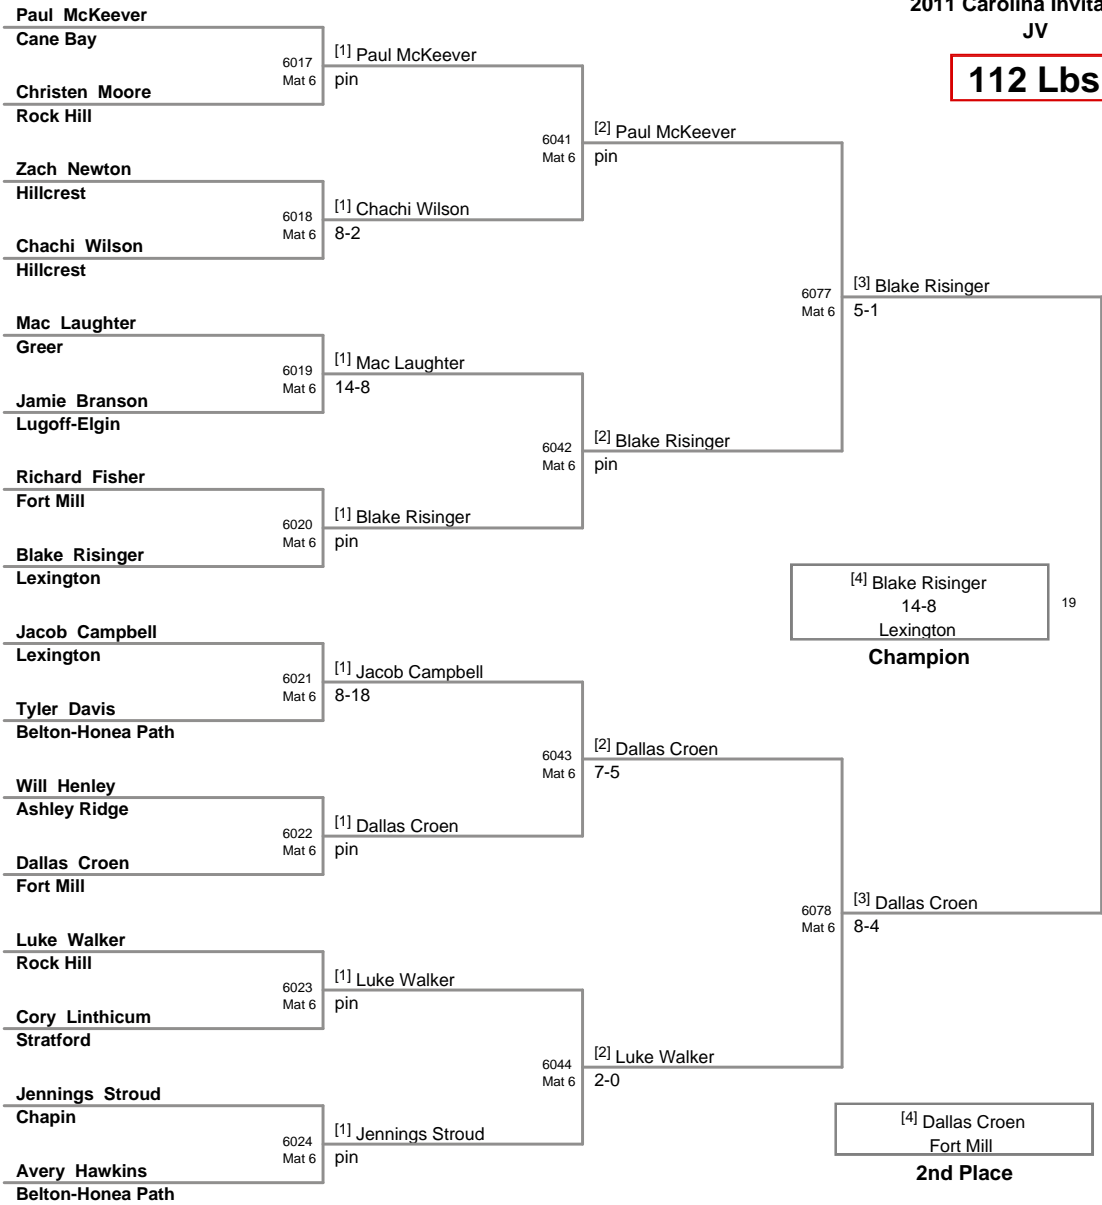 2011 Carolina Invita
JV
112 Lbs
Paul McKeever
Cane Bay
6017
Mat 6
[1] Paul McKeever
pin
Christen Moore
Rock Hill
6041
Mat 6
[2] Paul McKeever
pin
Zach Newton
Hillcrest
6018
Mat 6
[1] Chachi Wilson
8-2
Chachi Wilson
Hillcrest
6077
Mat 6
[3] Blake Risinger
5-1
Mac Laughter
Greer
6019
Mat 6
[1] Mac Laughter
14-8
Jamie Branson
Lugoff-Elgin
6042
Mat 6
[2] Blake Risinger
pin
Richard Fisher
Fort Mill
6020
Mat 6
[1] Blake Risinger
pin
Blake Risinger
Lexington
[4] Blake Risinger
14-8
Lexington
19
Champion
Jacob Campbell
Lexington
6021
Mat 6
[1] Jacob Campbell
8-18
Tyler Davis
Belton-Honea Path
6043
Mat 6
[2] Dallas Croen
7-5
Will Henley
Ashley Ridge
6022
Mat 6
[1] Dallas Croen
pin
Dallas Croen
Fort Mill
6078
Mat 6
[3] Dallas Croen
8-4
Luke Walker
Rock Hill
6023
Mat 6
[1] Luke Walker
pin
Cory Linthicum
Stratford
6044
Mat 6
[2] Luke Walker
2-0
Jennings Stroud
Chapin
6024
Mat 6
[1] Jennings Stroud
pin
Avery Hawkins
Belton-Honea Path
[4] Dallas Croen
Fort Mill
2nd Place